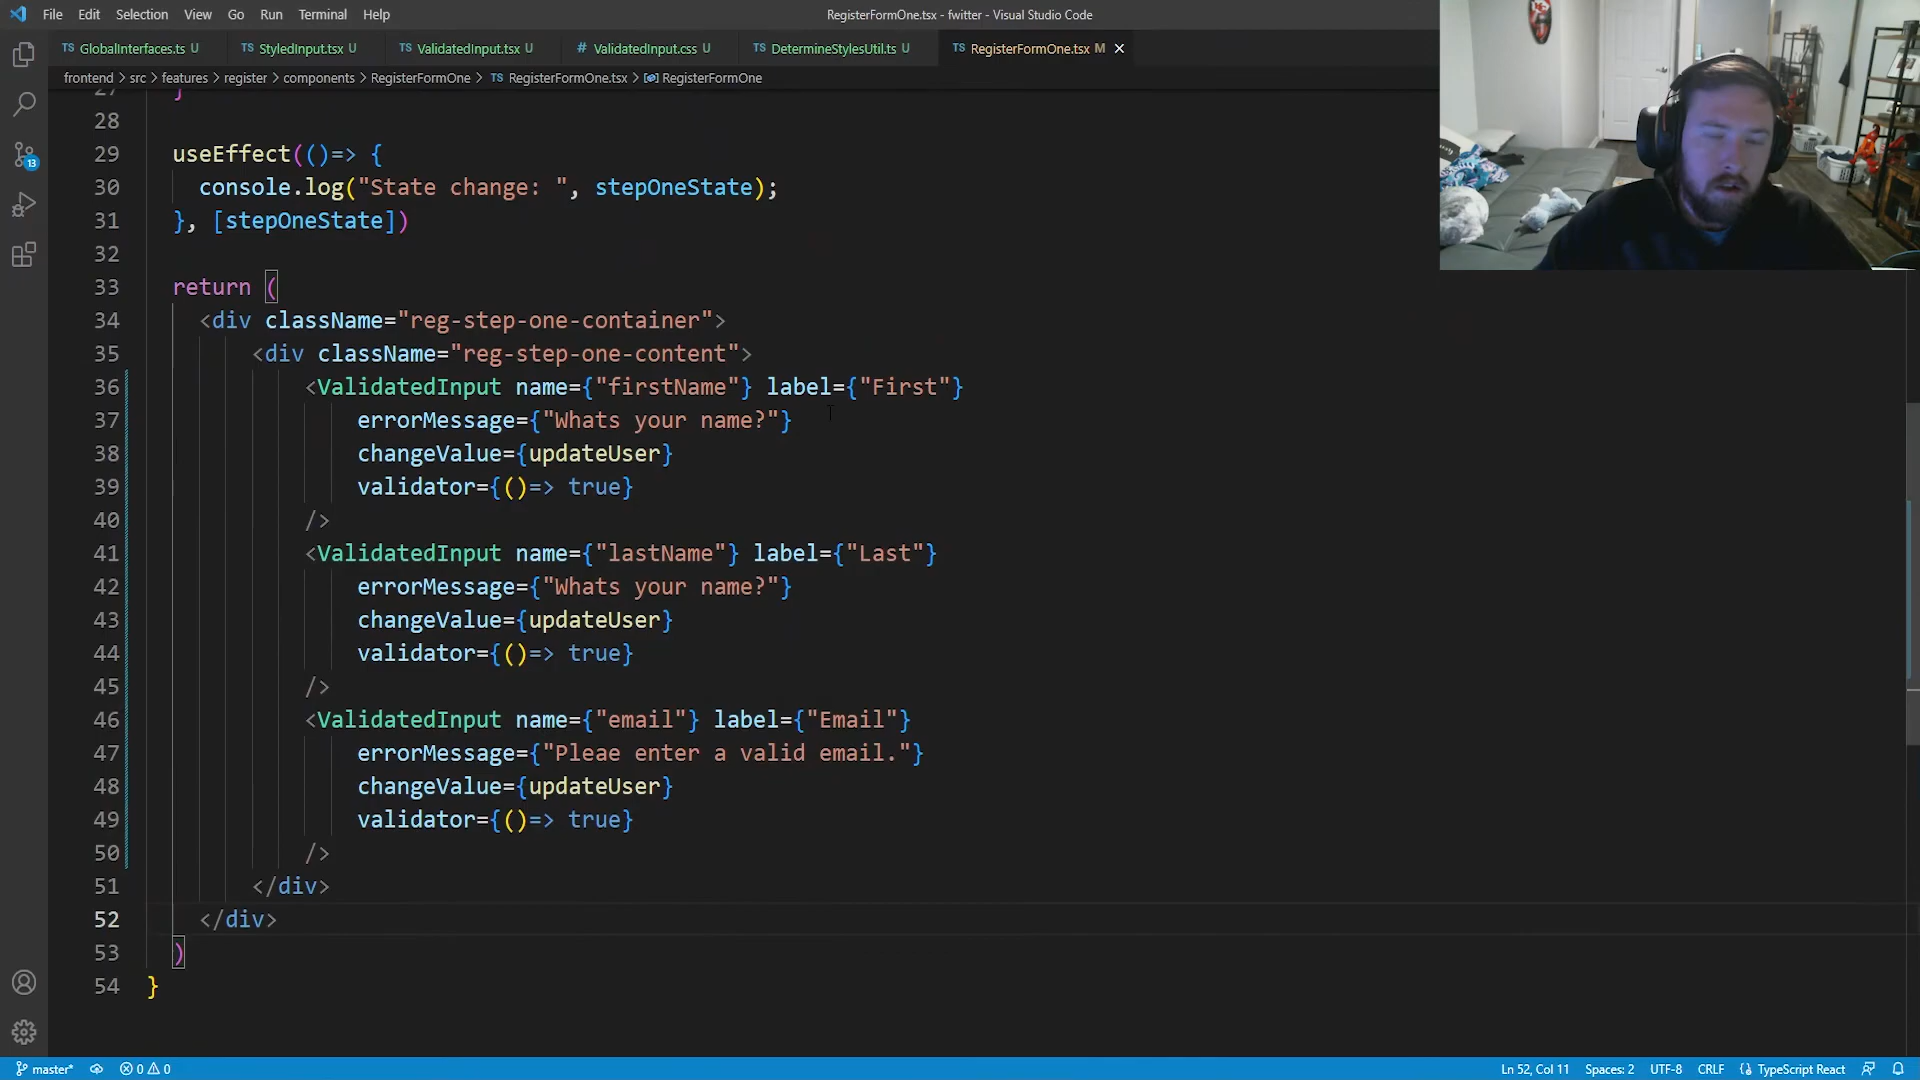 File Edit Selection View Go Run Terminal Help RegisterFormOne.tsx - fwitter - Visual Studio Code
TS GlobalInterfaces.ts U TS StyledInput.tsx U TS ValidatedInput.tsx U # ValidatedInput.css U TS DetermineStylesUtil.ts U TS RegisterFormOne.tsx M
frontend > src > features > register > components > RegisterFormOne > TS RegisterFormOne.tsx > RegisterFormOne
27 }
28
29 useEffect(()=> {
30 console.log("State change: ", stepOneState);
31 }, [stepOneState])
32
33 return (
34 <div className="reg-step-one-container">
35 <div className="reg-step-one-content">
36 <ValidatedInput name={"firstName"} label={"First"}
37 errorMessage={"Whats your name?"}
38 changeValue={updateUser}
39 validator={()=> true}
40 />
41 <ValidatedInput name={"lastName"} label={"Last"}
42 errorMessage={"Whats your name?"}
43 changeValue={updateUser}
44 validator={()=> true}
45 />
46 <ValidatedInput name={"email"} label={"Email"}
47 errorMessage={"Pleae enter a valid email."}
48 changeValue={updateUser}
49 validator={()=> true}
50 />
51 </div>
52 </div>
53 )
54 }
13
master* 0 0 Ln 52, Col 11 Spaces: 2 UTF-8 CRLF TypeScript React